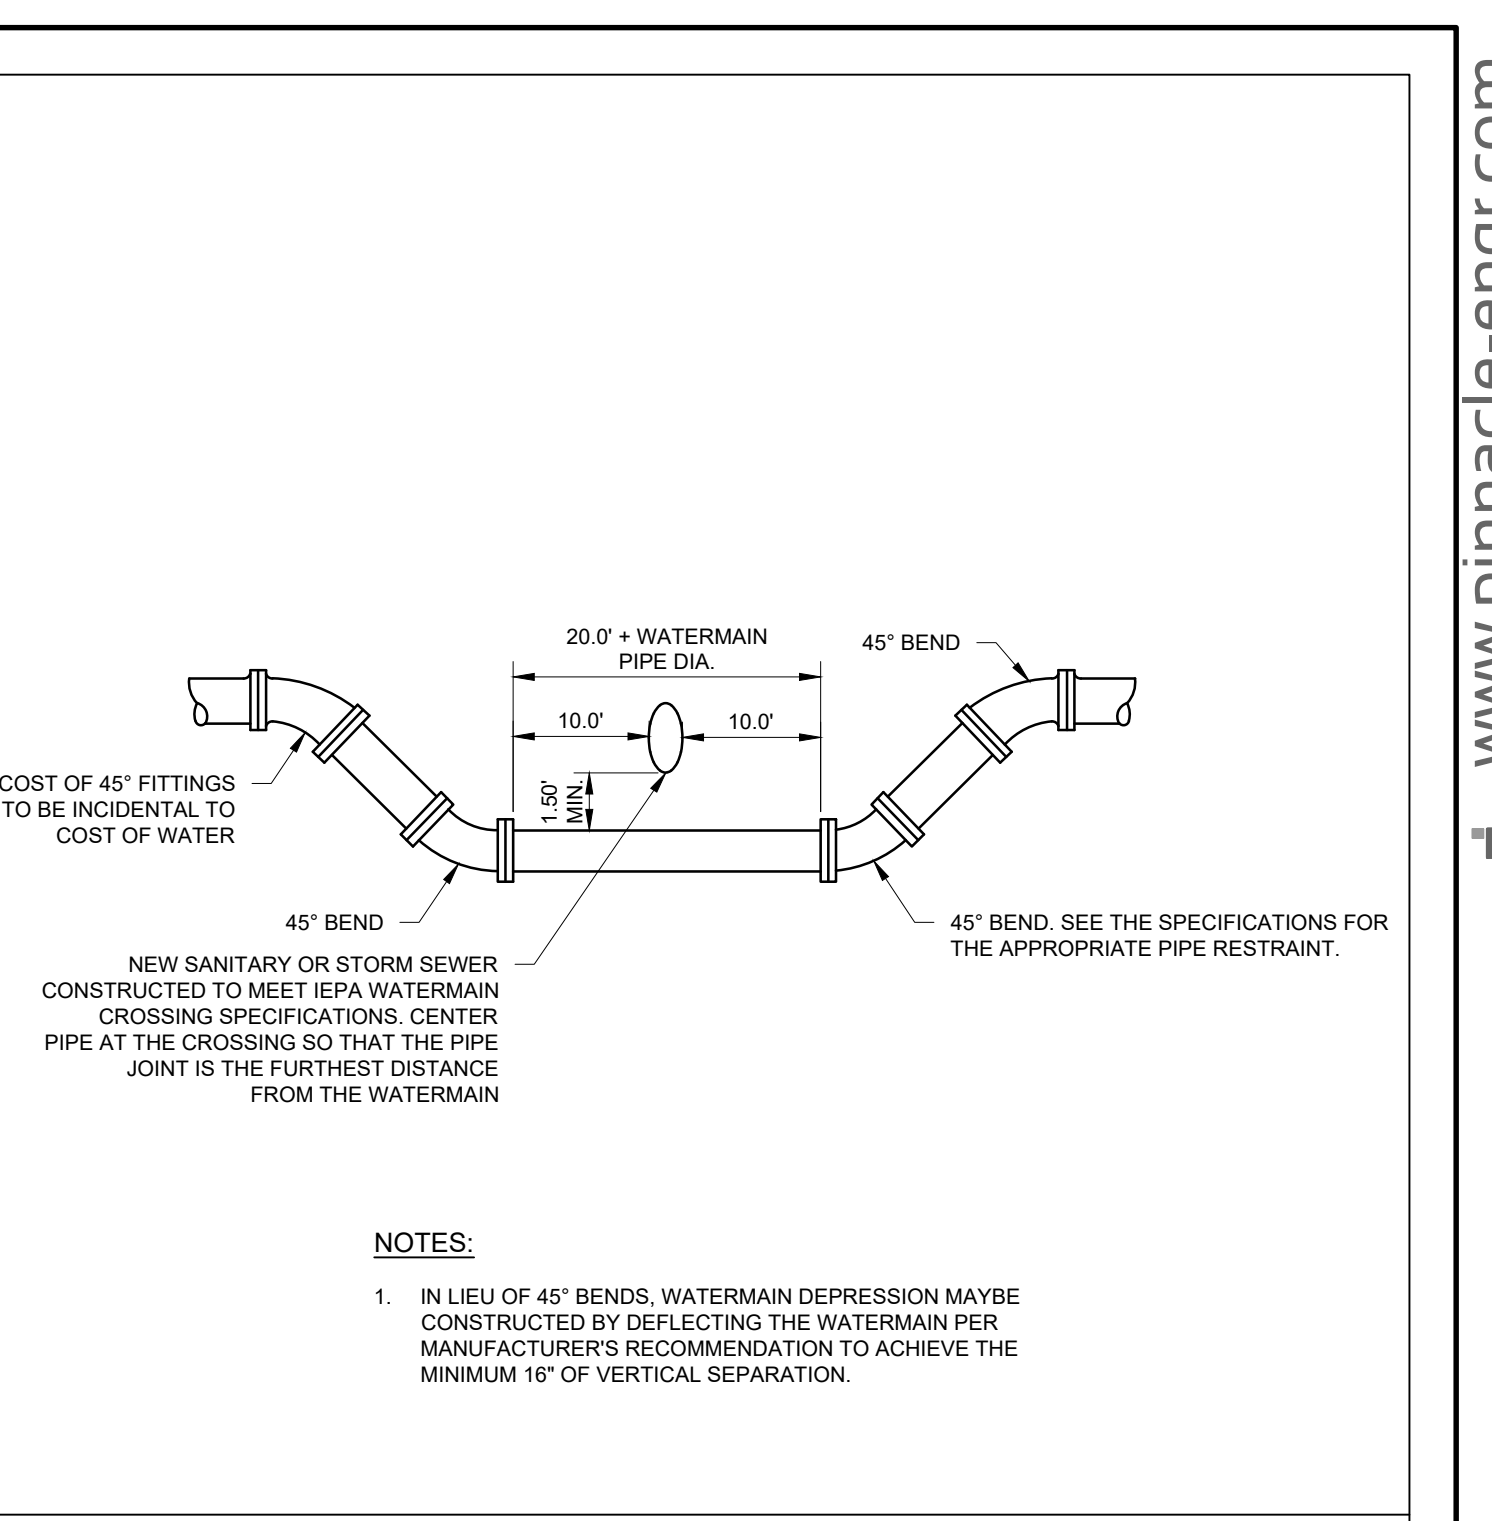 20.0' + WATERMAIN
PIPE DIA.
45° BEND
10.0'
10.0'
1.50'
MIN.
COST OF 45° FITTINGS
TO BE INCIDENTAL TO
COST OF WATER
45° BEND
45° BEND. SEE THE SPECIFICATIONS FOR
THE APPROPRIATE PIPE RESTRAINT.
NEW SANITARY OR STORM SEWER
CONSTRUCTED TO MEET IEPA WATERMAIN
CROSSING SPECIFICATIONS. CENTER
PIPE AT THE CROSSING SO THAT THE PIPE
JOINT IS THE FURTHEST DISTANCE
FROM THE WATERMAIN
NOTES:
1. IN LIEU OF 45° BENDS, WATERMAIN DEPRESSION MAYBE
CONSTRUCTED BY DEFLECTING THE WATERMAIN PER
MANUFACTURER'S RECOMMENDATION TO ACHIEVE THE
MINIMUM 16" OF VERTICAL SEPARATION.
www.pinnacle-engr.com